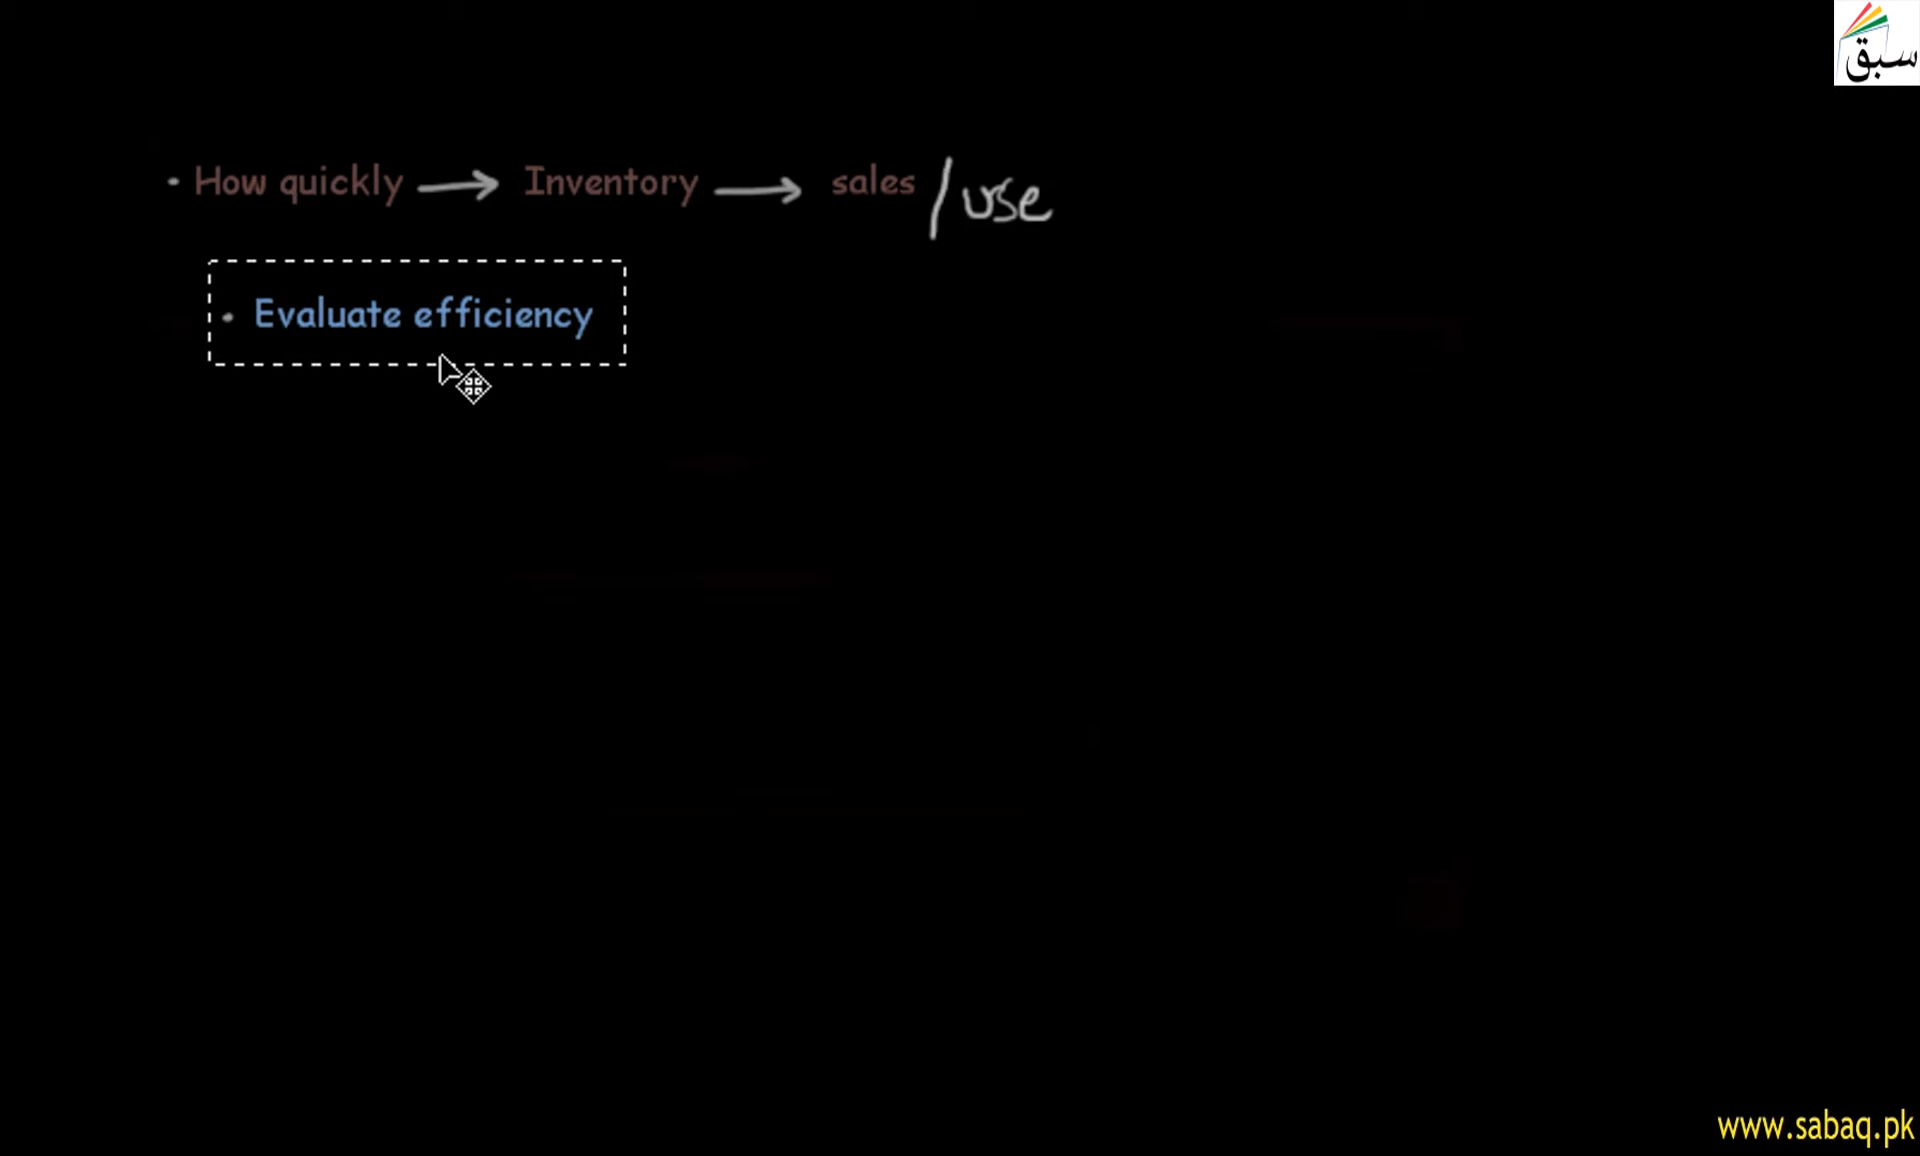 سبق
• How quickly → Inventory → sales / use
• Evaluate efficiency
www.sabaq.pk